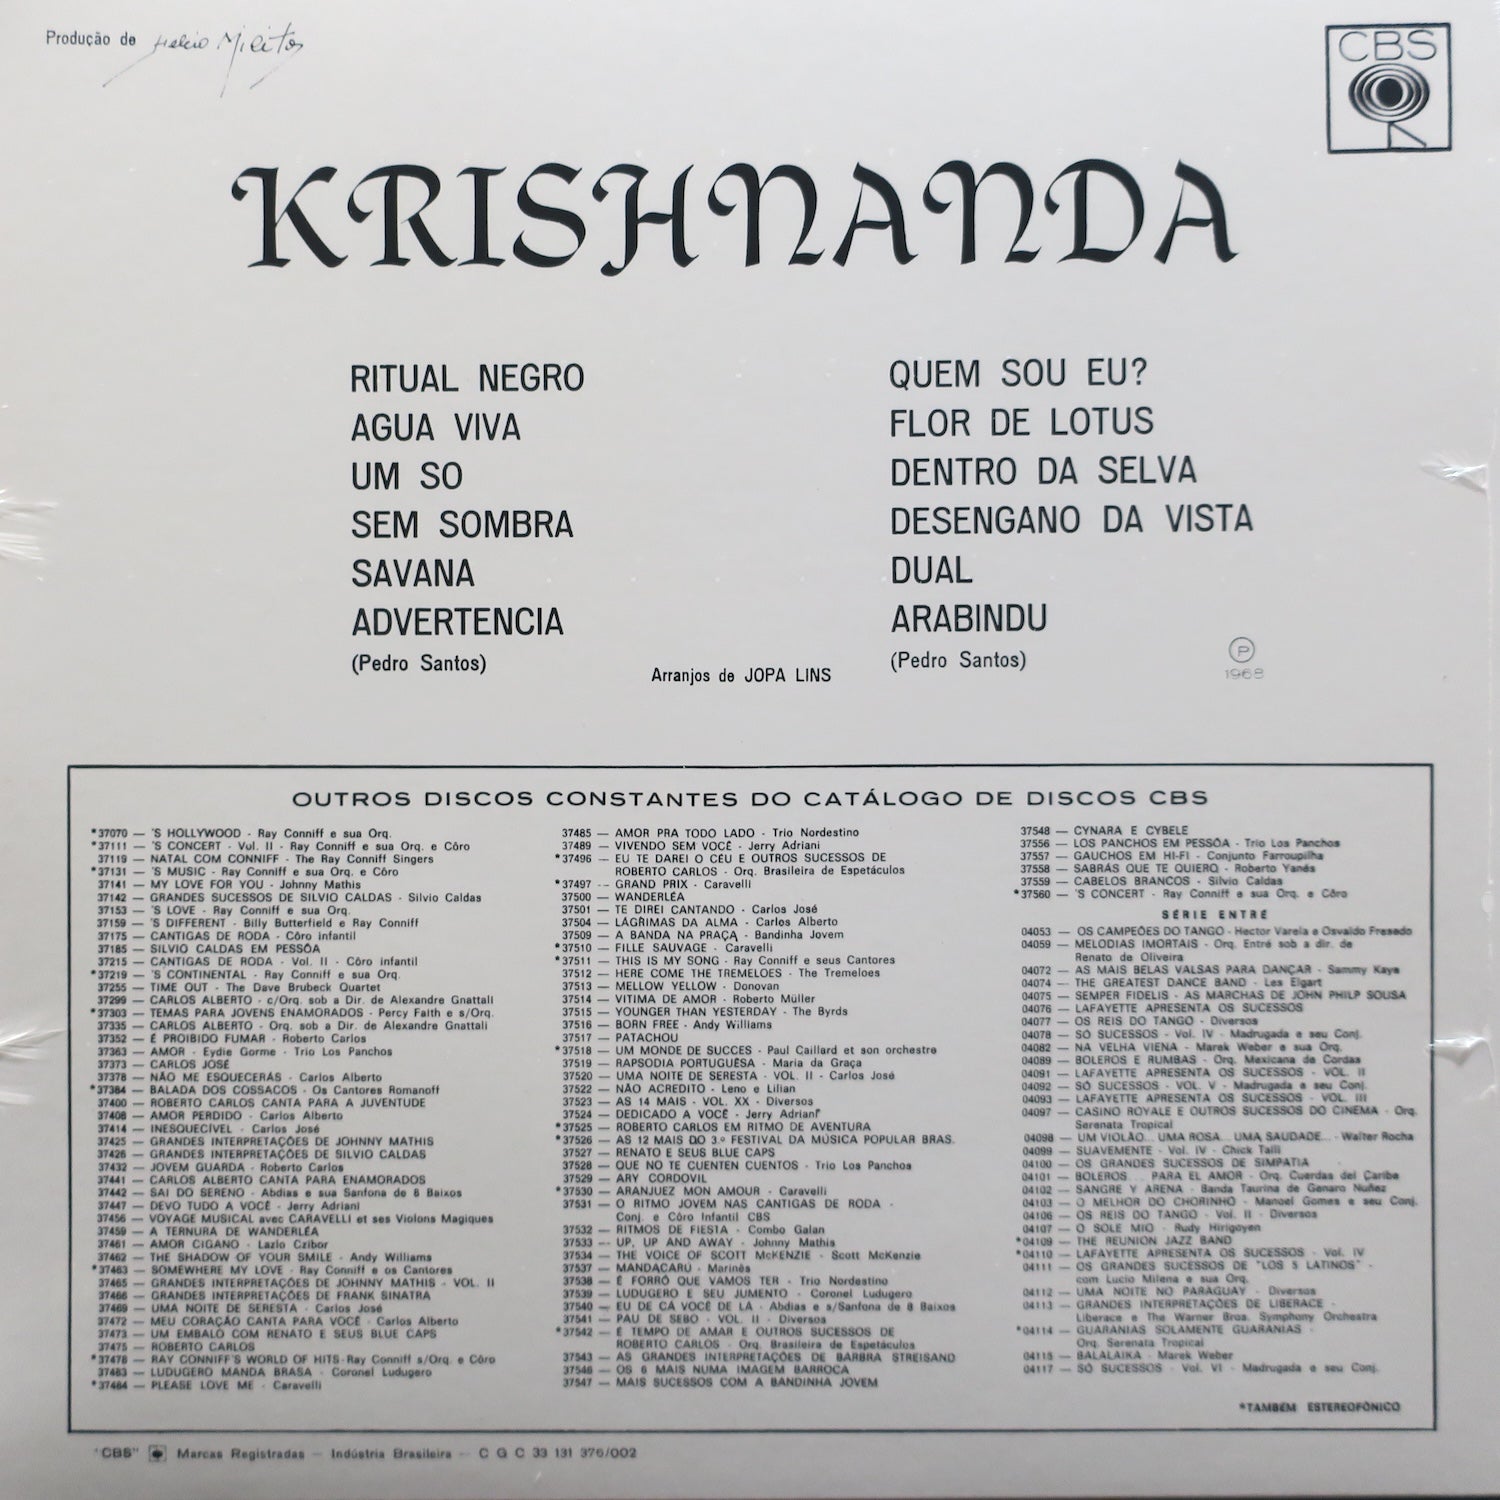 Produção de Helcio Milito
CBS
KRISHNANDA
RITUAL NEGRO
AGUA VIVA
UM SO
SEM SOMBRA
SAVANA
ADVERTENCIA
(Pedro Santos)
Arranjos de JOPA LINS
QUEM SOU EU?
FLOR DE LOTUS
DENTRO DA SELVA
DESENGANO DA VISTA
DUAL
ARABINDU
(Pedro Santos)
Ⓟ
1968
OUTROS DISCOS CONSTANTES DO CATÁLOGO DE DISCOS CBS
*37070 — 'S HOLLYWOOD - Ray Conniff e sua Orq.
*37111 — 'S CONCERT - Vol. II - Ray Conniff e sua Orq. e Côro
37119 — NATAL COM CONNIFF - The Ray Conniff Singers
*37131 — 'S MUSIC - Ray Conniff e sua Orq. e Côro
37141 — MY LOVE FOR YOU - Johnny Mathis
37142 — GRANDES SUCESSOS DE SILVIO CALDAS - Silvio Caldas
37153 — 'S LOVE - Ray Conniff e sua Orq.
37159 — 'S DIFFERENT - Billy Butterfield e Ray Conniff
37175 — CANTIGAS DE RODA - Côro infantil
37185 — SILVIO CALDAS EM PESSÔA
37215 — CANTIGAS DE RODA - Vol. II - Côro infantil
*37219 — 'S CONTINENTAL - Ray Conniff e sua Orq.
37255 — TIME OUT - The Dave Brubeck Quartet
37299 — CARLOS ALBERTO - c/Orq. sob a Dir. de Alexandre Gnattali
*37303 — TEMAS PARA JOVENS ENAMORADOS - Percy Faith e s/Orq.
37335 — CARLOS ALBERTO - Orq. sob a Dir. de Alexandre Gnattali
37352 — É PROIBIDO FUMAR - Roberto Carlos
37363 — AMOR - Eydie Gorme - Trio Los Panchos
37373 — CARLOS JOSÉ
37378 — NÃO ME ESQUECERÁS - Carlos Alberto
*37384 — BALADA DOS COSSACOS - Os Cantores Romanoff
37400 — ROBERTO CARLOS CANTA PARA A JUVENTUDE
37408 — AMOR PERDIDO - Carlos Alberto
37414 — INESQUECÍVEL - Carlos José
37425 — GRANDES INTERPRETAÇÕES DE JOHNNY MATHIS
37426 — GRANDES INTERPRETAÇÕES DE SILVIO CALDAS
37432 — JOVEM GUARDA - Roberto Carlos
37441 — CARLOS ALBERTO CANTA PARA ENAMORADOS
37442 — SAI DO SERENO - Abdias e sua Sanfona de 8 Baixos
37447 — DEVO TUDO A VOCÊ - Jerry Adriani
37456 — VOYAGE MUSICAL avec CARAVELLI et ses Violons Magiques
37459 — A TERNURA DE WANDERLÉA
37461 — AMOR CIGANO - Lazlo Czibor
37462 — THE SHADOW OF YOUR SMILE - Andy Williams
*37463 — SOMEWHERE MY LOVE - Ray Conniff e os Cantores
37465 — GRANDES INTERPRETAÇÕES DE JOHNNY MATHIS - VOL. II
37466 — GRANDES INTERPRETAÇÕES DE FRANK SINATRA
37469 — UMA NOITE DE SERESTA - Carlos José
37472 — MEU CORAÇÃO CANTA PARA VOCÊ - Carlos Alberto
37473 — UM EMBALO COM RENATO E SEUS BLUE CAPS
37475 — ROBERTO CARLOS
*37478 — RAY CONNIFF'S WORLD OF HITS - Ray Conniff s/Orq. e Côro
37483 — LUDUGERO MANDA BRASA - Coronel Ludugero
*37484 — PLEASE LOVE ME - Caravelli
37485 — AMOR PRA TODO LADO - Trio Nordestino
37489 — VIVENDO SEM VOCÊ - Jerry Adriani
*37496 — EU TE DAREI O CÉU E OUTROS SUCESSOS DE
ROBERTO CARLOS - Orq. Brasileira de Espetáculos
*37497 — GRAND PRIX - Caravelli
37500 — WANDERLÉA
37501 — TE DIREI CANTANDO - Carlos José
37504 — LÁGRIMAS DA ALMA - Carlos Alberto
37509 — A BANDA NA PRAÇA - Bandinha Jovem
*37510 — FILLE SAUVAGE - Caravelli
*37511 — THIS IS MY SONG - Ray Conniff e seus Cantores
37512 — HERE COME THE TREMELOES - The Tremeloes
37513 — MELLOW YELLOW - Donovan
37514 — VITIMA DE AMOR - Roberto Müller
37515 — YOUNGER THAN YESTERDAY - The Byrds
37516 — BORN FREE - Andy Williams
37517 — PATACHOU
*37518 — UM MONDE DE SUCCES - Paul Caillard et son orchestre
37519 — RAPSODIA PORTUGUÊSA - Maria da Graça
37520 — UMA NOITE DE SERESTA - VOL. II - Carlos José
37522 — NÃO ACREDITO - Leno e Lilian
37523 — AS 14 MAIS - VOL. XX - Diversos
37524 — DEDICADO A VOCÊ - Jerry Adriani
*37525 — ROBERTO CARLOS EM RITMO DE AVENTURA
*37526 — AS 12 MAIS DO 3.º FESTIVAL DA MÚSICA POPULAR BRAS.
37527 — RENATO E SEUS BLUE CAPS
37528 — QUE NO TE CUENTEN CUENTOS - Trio Los Panchos
37529 — ARY CORDOVIL
*37530 — ARANJUEZ MON AMOUR - Caravelli
37531 — O RITMO JOVEM NAS CANTIGAS DE RODA -
Conj. e Côro Infantil CBS
37532 — RITMOS DE FIESTA - Combo Galan
37533 — UP, UP AND AWAY - Johnny Mathis
37534 — THE VOICE OF SCOTT McKENZIE - Scott McKenzie
37537 — MANDACARÚ - Marinês
37538 — É FORRÓ QUE VAMOS TER - Trio Nordestino
37539 — LUDUGERO E SEU JUMENTO - Coronel Ludugero
37540 — EU DE CÁ VOCÊ DE LÁ - Abdias e s/Sanfona de 8 Baixos
37541 — PAU DE SEBO - VOL. II - Diversos
*37542 — É TEMPO DE AMAR E OUTROS SUCESSOS DE
ROBERTO CARLOS - Orq. Brasileira de Espetáculos
37543 — AS GRANDES INTERPRETAÇÕES DE BARBRA STREISAND
37546 — OS 8 MAIS NUMA IMAGEM BARROCA
37547 — MAIS SUCESSOS COM A BANDINHA JOVEM
37548 — CYNARA E CYBELE
37556 — LOS PANCHOS EM PESSÔA - Trio Los Panchos
37557 — GAUCHOS EM HI-FI - Conjunto Farroupilha
37558 — SABRÁS QUE TE QUIERO - Roberto Yanés
37559 — CABELOS BRANCOS - Silvio Caldas
*37560 — 'S CONCERT - Ray Conniff e sua Orq. e Côro
SÉRIE ENTRÉ
04053 — OS CAMPEÕES DO TANGO - Hector Varela e Osvaldo Fresedo
04059 — MELODIAS IMORTAIS - Orq. Entré sob a dir. de
Renato de Oliveira
04072 — AS MAIS BELAS VALSAS PARA DANÇAR - Sammy Kaye
04074 — THE GREATEST DANCE BAND - Les Elgart
04075 — SEMPER FIDELIS - AS MARCHAS DE JOHN PHILP SOUSA
04076 — LAFAYETTE APRESENTA OS SUCESSOS
04077 — OS REIS DO TANGO - Diversos
04078 — SÓ SUCESSOS - Vol. IV - Madrugada e seu Conj.
04082 — NA VELHA VIENA - Marek Weber e sua Orq.
04089 — BOLEROS E RUMBAS - Orq. Mexicana de Cordas
04091 — LAFAYETTE APRESENTA OS SUCESSOS - VOL. II
04092 — SÓ SUCESSOS - VOL. V - Madrugada e seu Conj.
04093 — LAFAYETTE APRESENTA OS SUCESSOS - VOL. III
04097 — CASINO ROYALE E OUTROS SUCESSOS DO CINEMA - Orq.
Serenata Tropical
04098 — UM VIOLÃO... UMA ROSA... UMA SAUDADE... - Walter Rocha
04099 — SUAVEMENTE - Vol. IV - Chick Talli
04100 — OS GRANDES SUCESSOS DE SIMPATIA
04101 — BOLEROS... PARA EL AMOR - Orq. Cuerdas del Caribe
04102 — SANGRE Y ARENA - Banda Taurina de Genaro Nuñez
04103 — O MELHOR DO CHORINHO - Manoel Gomes e seu Conj.
04106 — OS REIS DO TANGO - Vol. II - Diversos
04107 — O SOLE MIO - Rudy Hirigoyen
*04109 — THE REUNION JAZZ BAND
*04110 — LAFAYETTE APRESENTA OS SUCESSOS - Vol. IV
04111 — OS GRANDES SUCESSOS DE "LOS 5 LATINOS" -
com Lucio Milena e sua Orq.
04112 — UMA NOITE NO PARAGUAY - Diversos
04113 — GRANDES INTERPRETAÇÕES DE LIBERACE -
Liberace e The Warner Bros. Symphony Orchestra
*04114 — GUARANIAS SOLAMENTE GUARANIAS -
Orq. Serenata Tropical
04115 — BALALAIKA - Marek Weber
04117 — SÓ SUCESSOS - Vol. VI - Madrugada e seu Conj.
*TAMBÉM ESTEREOFÔNICO
"CBS" Marcas Registradas — Indústria Brasileira — C G C 33 131 376/002